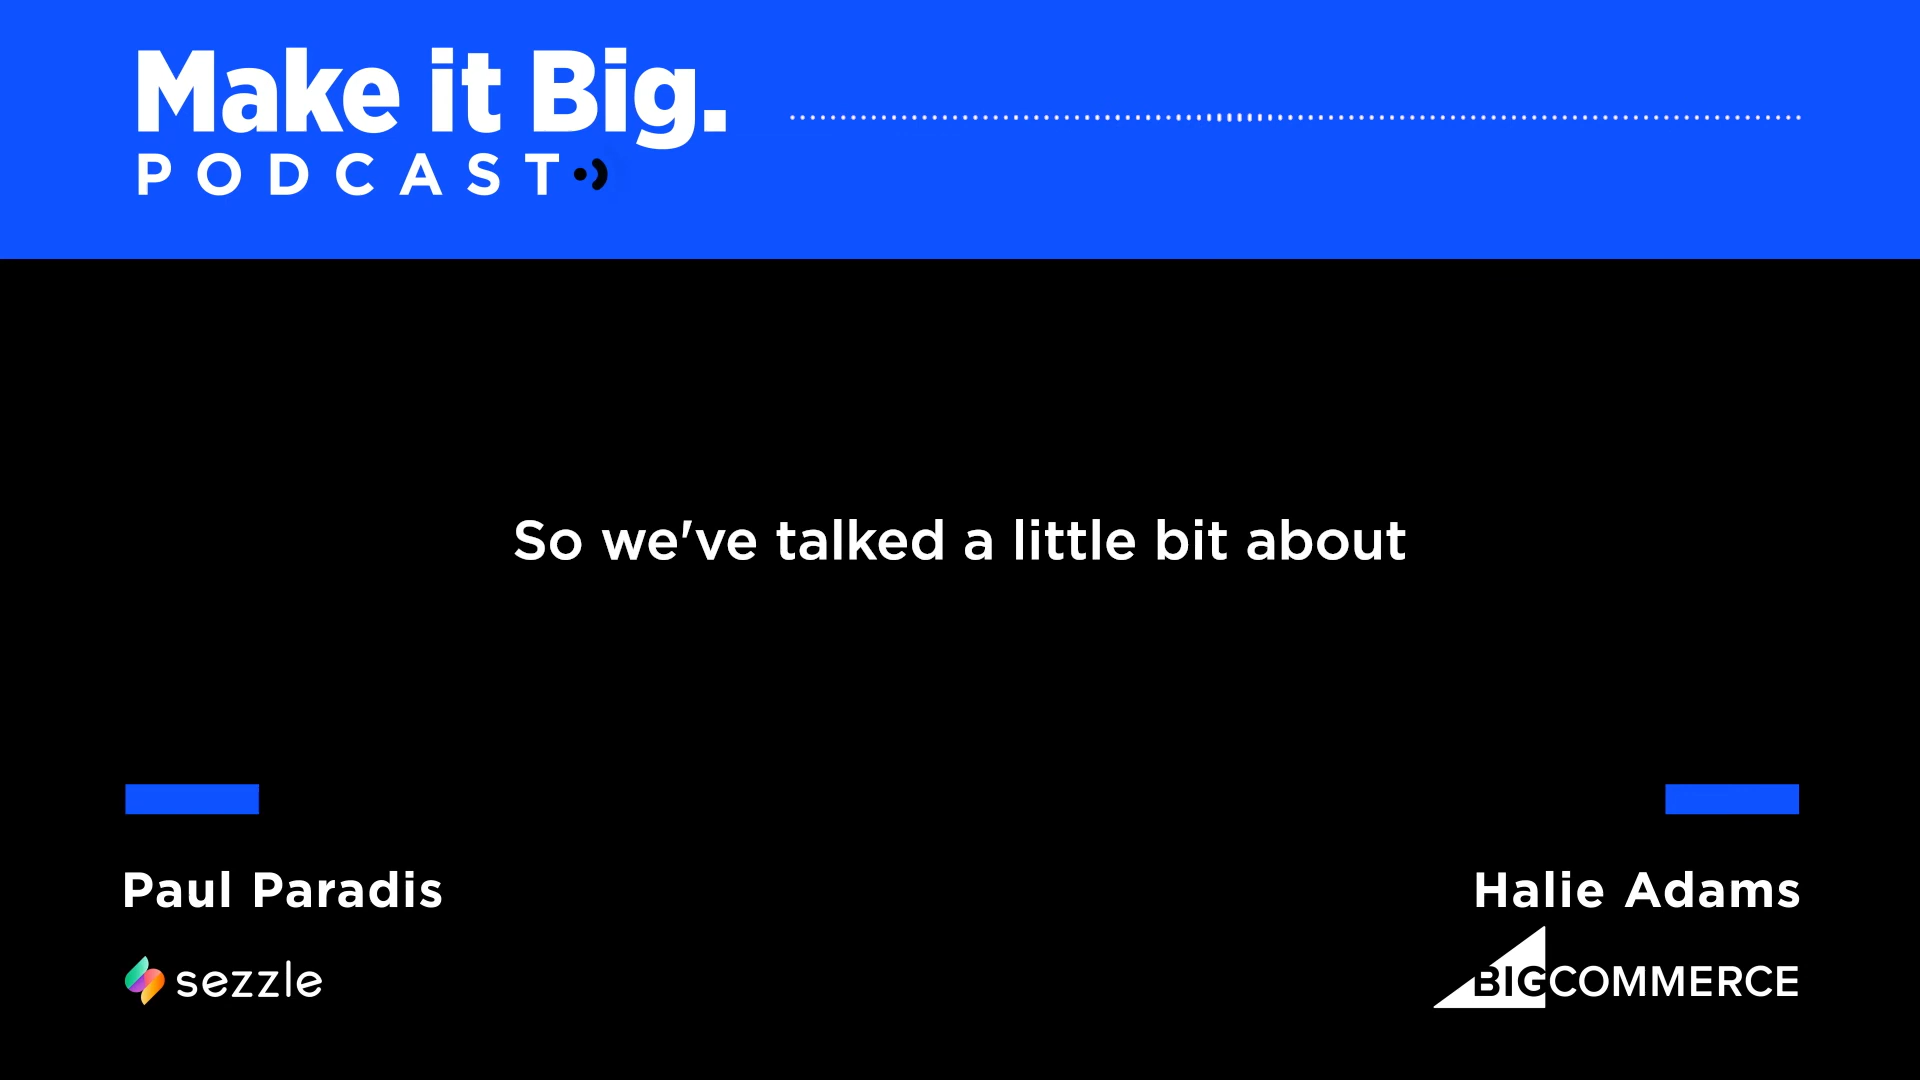 Make it Big.
PODCAST
So we've talked a little bit about
Paul Paradis
Halie Adams
sezzle
BIGCOMMERCE